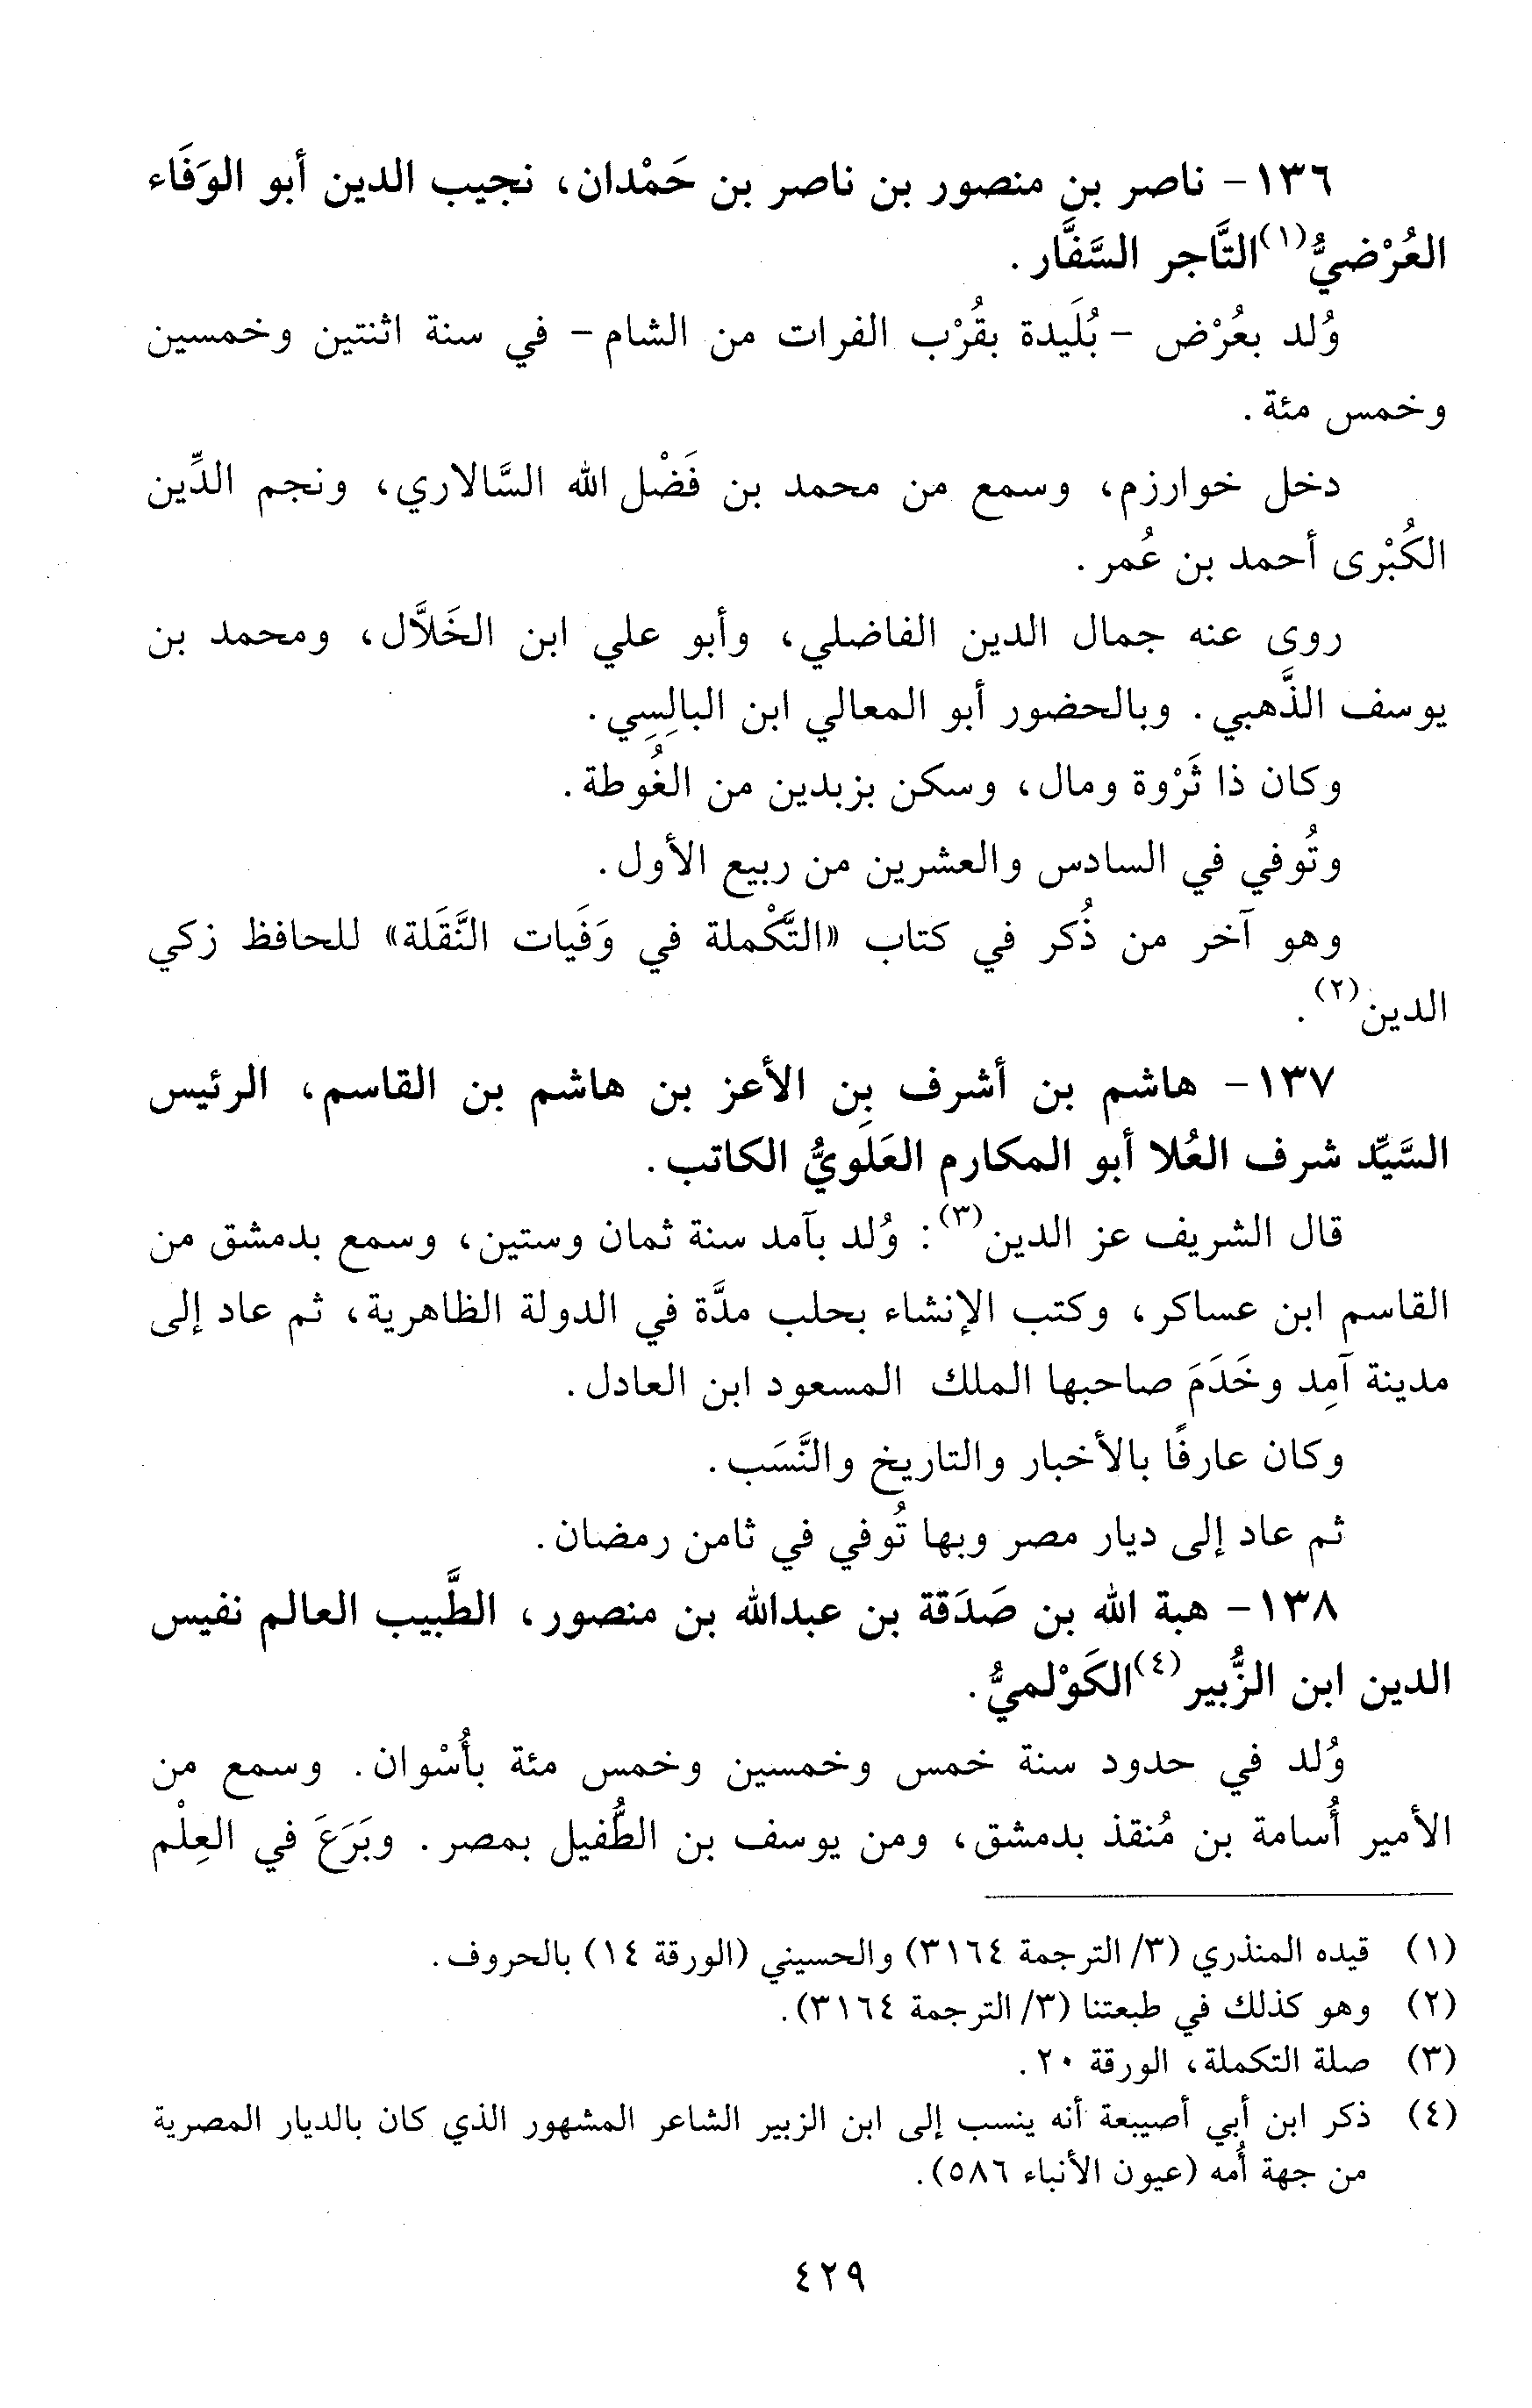 ١٣٦- ناصر بن منصور بن ناصر بن حَمْدان، نجيب الدين أبو الوَفَاء
العُرْضيُّ(١) التَّاجر السَّفَّار.
وُلد بعُرْض - بُلَيدة بقُرْب الفرات من الشام - في سنة اثنتين وخمسين
وخمس مئة.
دخل خوارزم، وسمع من محمد بن فَضْل الله السَّالاري، ونجم الدِّين
الكُبْرى أحمد بن عُمر.
روى عنه جمال الدين الفاضلي، وأبو علي ابن الخَلاَّل، ومحمد بن
يوسف الذَّهبي. وبالحضور أبو المعالي ابن البالِسِي.
وكان ذا ثَرْوة ومال، وسكن بزبدين من الغُوطة.
وتُوفي في السادس والعشرين من ربيع الأول.
وهو آخر من ذُكر في كتاب «التَّكْملة في وَفَيات النَّقَلة» للحافظ زكي
الدين(٢).
١٣٧- هاشم بن أشرف بِن الأعز بن هاشم بن القاسم، الرئيس
السَّيِّد شرف العُلا أبو المكارم العَلَويُّ الكاتب.
قال الشريف عز الدين(٣): وُلد بآمد سنة ثمان وستين، وسمع بدمشق من
القاسم ابن عساكر، وكتب الإنشاء بحلب مدَّة في الدولة الظاهرية، ثم عاد إلى
مدينة آمِد وخَدَمَ صاحبها الملك المسعود ابن العادل.
وكان عارفًا بالأخبار والتاريخ والنَّسَب.
ثم عاد إلى ديار مصر وبها تُوفي في ثامن رمضان.
١٣٨- هبة الله بن صَدَقة بن عبدالله بن منصور، الطَّبيب العالم نفيس
الدين ابن الزُّبير(٤) الكَوْلميُّ.
وُلد في حدود سنة خمس وخمسين وخمس مئة بأُسْوان. وسمع من
الأمير أُسامة بن مُنقذ بدمشق، ومن يوسف بن الطُّفيل بمصر. وبَرَعَ في العِلْم
(١) قيده المنذري (٣/ الترجمة ٣١٦٤) والحسيني (الورقة ١٤) بالحروف.
(٢) وهو كذلك في طبعتنا (٣/ الترجمة ٣١٦٤).
(٣) صلة التكملة، الورقة ٢٠.
(٤) ذكر ابن أبي أصيبعة أنه ينسب إلى ابن الزبير الشاعر المشهور الذي كان بالديار المصرية
من جهة أُمه (عيون الأنباء ٥٨٦).
٤٢٩